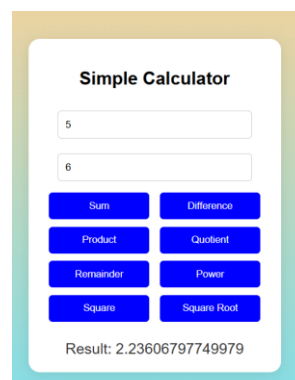 Simple Calculator
5
6
Sum Difference
Product Quotient
Remainder Power
Square Square Root
Result: 2.23606797749979